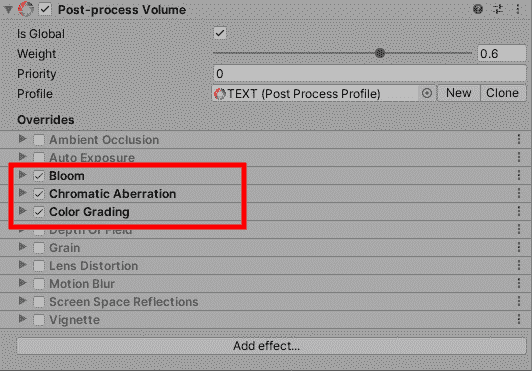 Post-process Volume
Is Global
Weight 0.6
Priority 0
Profile TEXT (Post Process Profile) New Clone
Overrides
Ambient Occlusion
Auto Exposure
Bloom
Chromatic Aberration
Color Grading
Depth Of Field
Grain
Lens Distortion
Motion Blur
Screen Space Reflections
Vignette
Add effect...